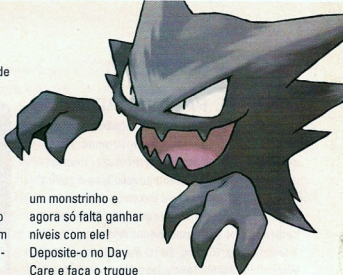 de
o
m
-
um monstrinho e
agora só falta ganhar
níveis com ele!
Deposite-o no Day
Care e faça o truque